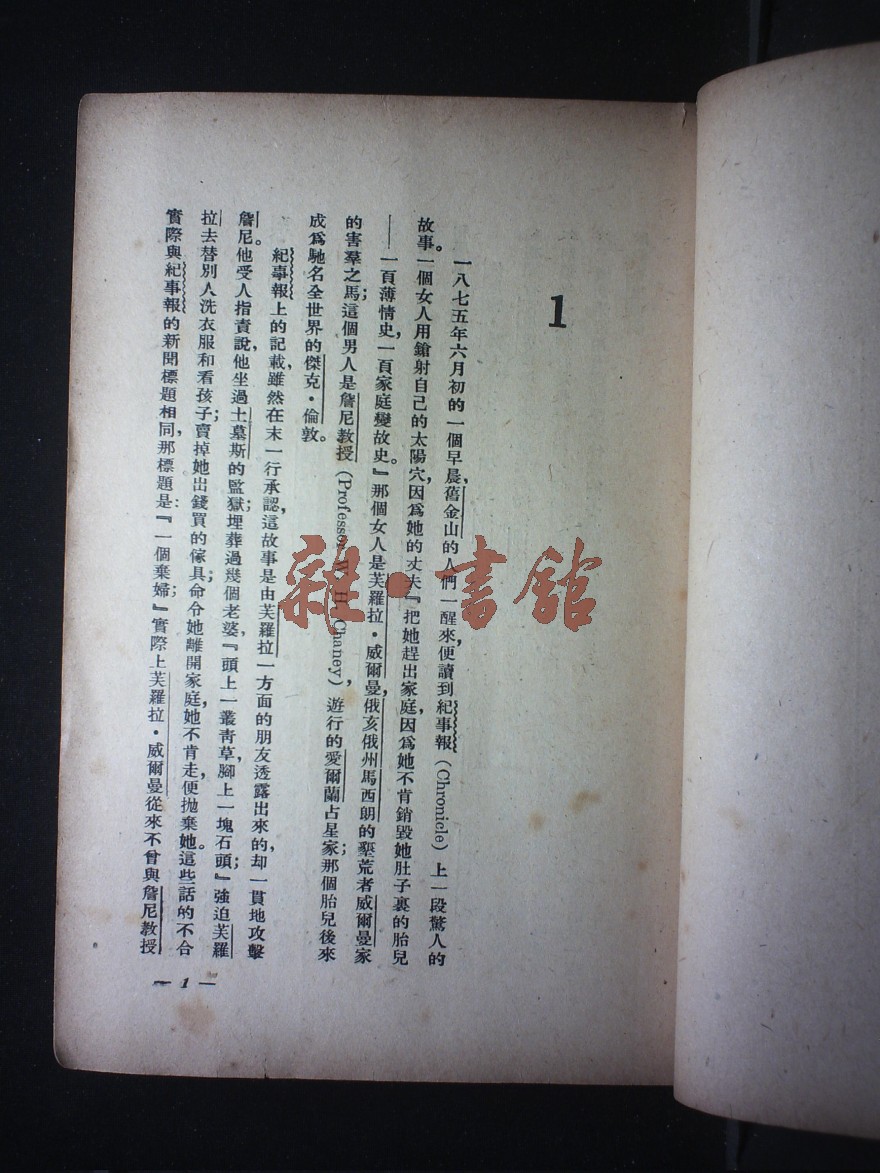 1
一八七五年六月初的一個早晨，舊金山的人們一醒來，便讀到紀事報（Chronicle）上一段驚人的
故事。一個女人用鎗射自己的太陽穴，因爲她的丈夫『把她趕出家庭，因爲她不肯銷毀她肚子裏的胎兒
——一頁薄情史，一頁家庭變故史。』那個女人是芙羅拉·威爾曼，俄亥俄州馬西朗的墾荒者威爾曼家
的害羣之馬；這個男人是詹尼教授（Professor W. H. Chaney），遊行的愛爾蘭占星家；那個胎兒後來
成爲馳名全世界的傑克·倫敦。
紀事報上的記載，雖然在末一行承認，這故事是由芙羅拉一方面的朋友透露出來的，却一貫地攻擊
詹尼。他受人指責說，他坐過土墓斯的監獄；埋葬過幾個老婆，『頭上一叢靑草，脚上一塊石頭；』强迫芙羅
拉去替別人洗衣服和看孩子；賣掉她出錢買的傢具；命令她離開家庭，她不肯走，便拋棄她。這些話的不合
實際與紀事報的新聞標題相同，那標題是：『一個棄婦；』實際上芙羅拉·威爾曼從來不曾與詹尼教授
— 1 —
雜·書館